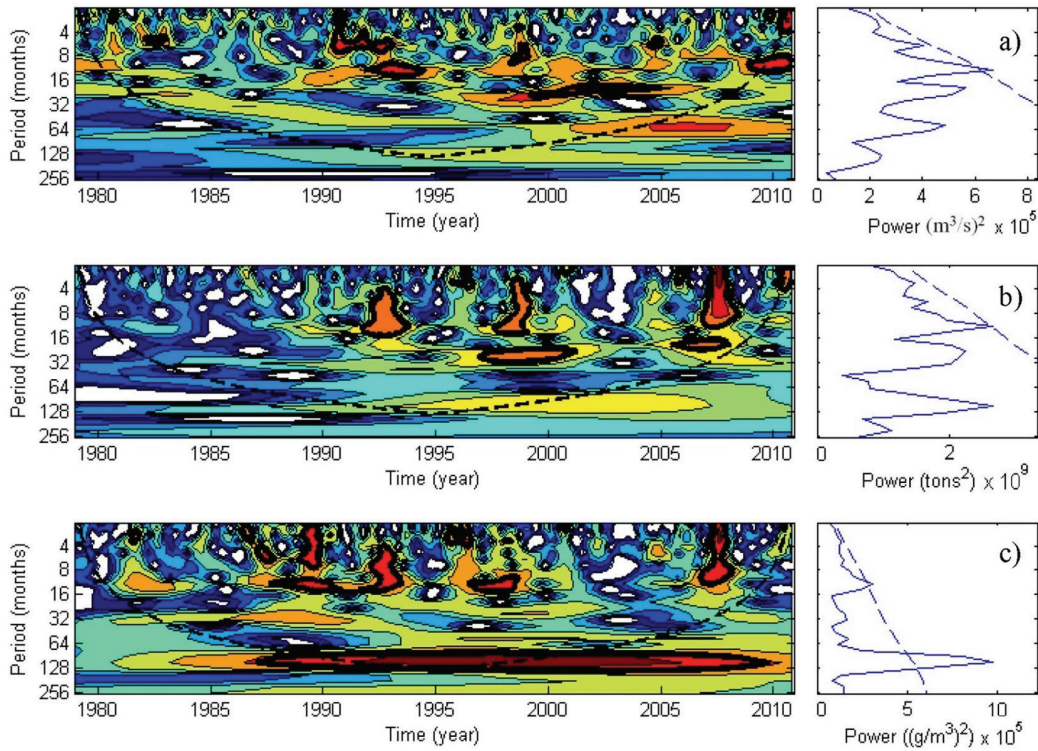 a)
Period (months)
4
8
16
32
64
128
256
1980 1985 1990 1995 2000 2005 2010
Time (year)
0 2 4 6 8
Power (m³/s)² x 10⁵
b)
Period (months)
4
8
16
32
64
128
256
1980 1985 1990 1995 2000 2005 2010
Time (year)
0 2
Power (tons²) x 10⁹
c)
Period (months)
4
8
16
32
64
128
256
1980 1985 1990 1995 2000 2005 2010
Time (year)
0 5 10
Power ((g/m³)²) x 10⁵